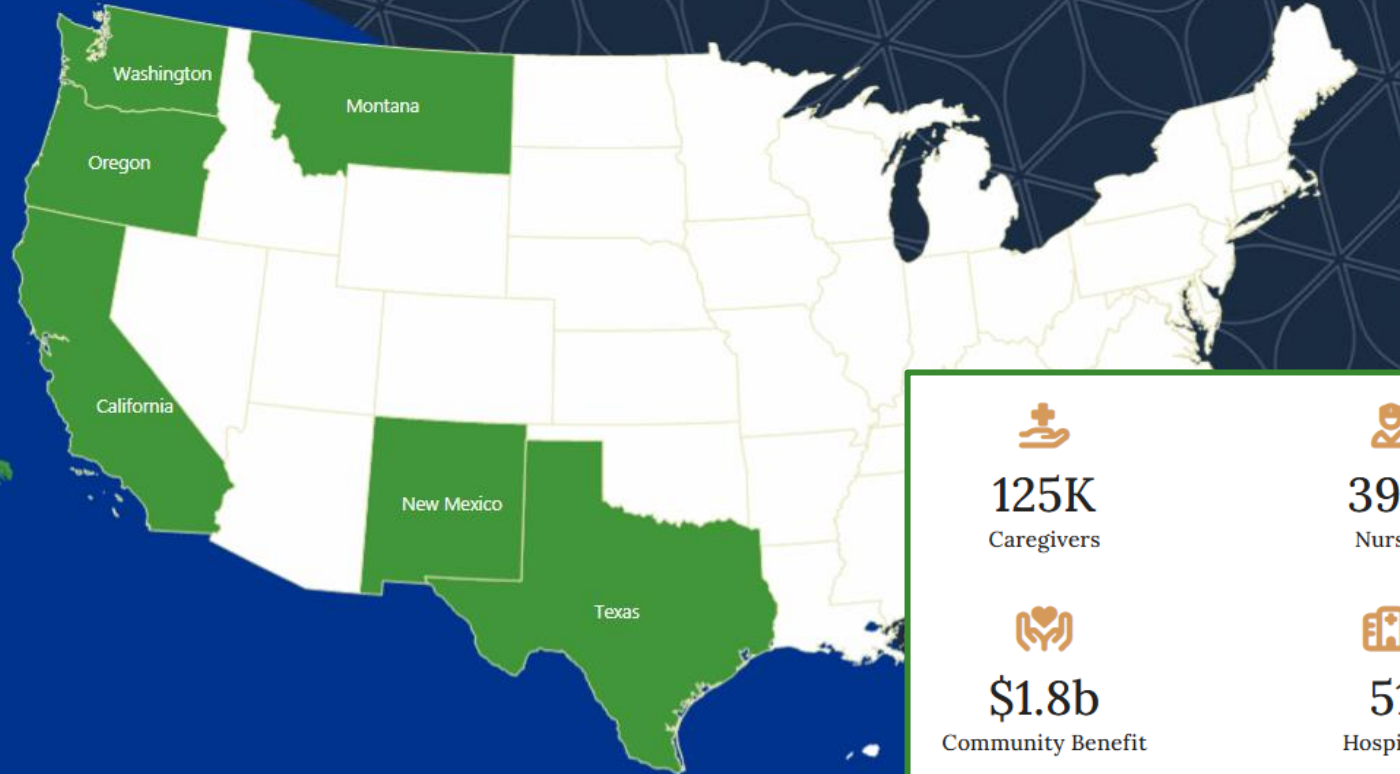 Washington
Montana
Oregon
California
New Mexico
Texas
125K
Caregivers
$1.8b
Community Benefit